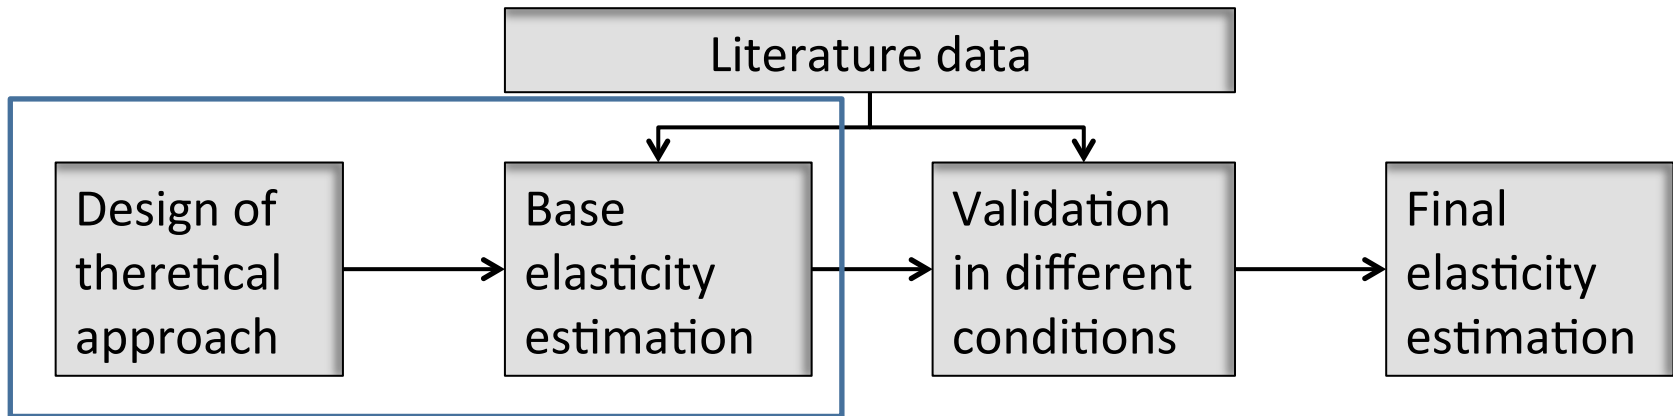 Literature data
Design of
theretical
approach
Base
elasticity
estimation
Validation
in different
conditions
Final
elasticity
estimation